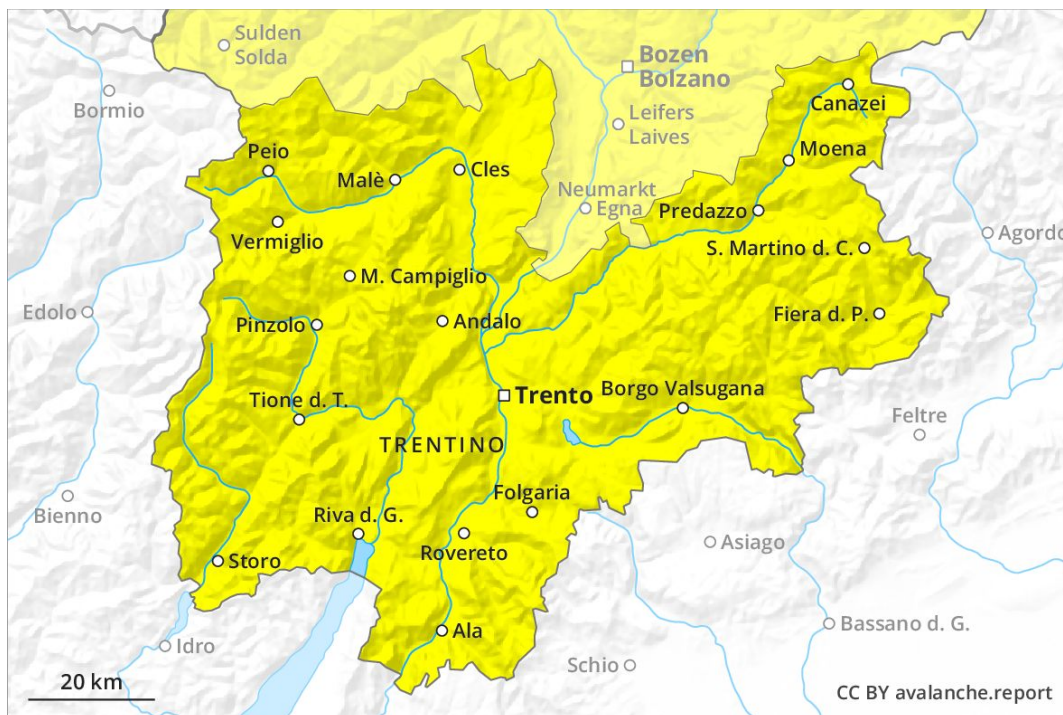 Sulden
Solda
Bozen
Bolzano
Bormio
Canazei
Leifers
Laives
Peio
Malè
Cles
Moena
Neumarkt
Egna
Predazzo
Vermiglio
S. Martino d. C.
Agordo
M. Campiglio
Edolo
Pinzolo
Andalo
Fiera d. P.
Tione d. T.
Trento
Borgo Valsugana
Feltre
TRENTINO
Bienno
Riva d. G.
Folgaria
Rovereto
Asiago
Storo
Idro
Ala
Bassano d. G.
Schio
20 km
CC BY avalanche.report